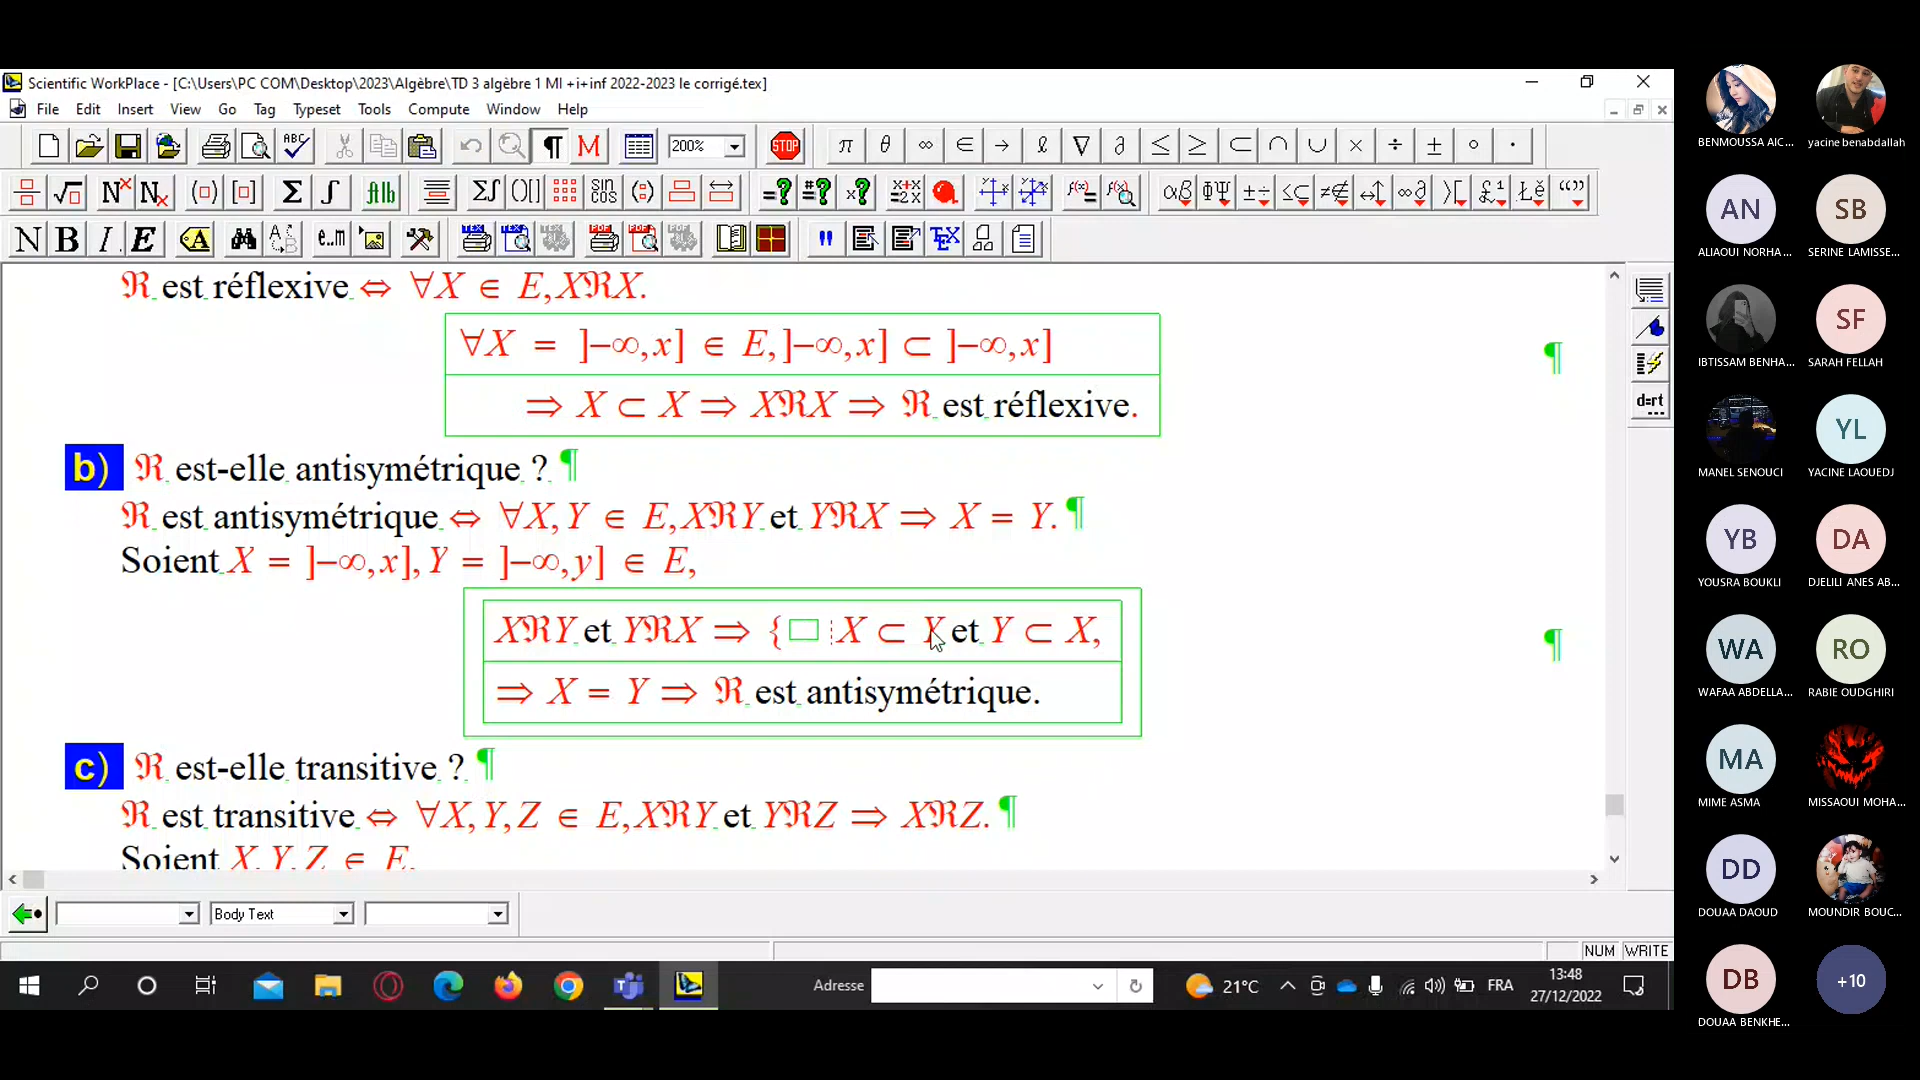 Scientific WorkPlace - [C:\Users\PC COM\Desktop\2023\Algèbre\TD 3 algèbre 1 MI +i+inf 2022-2023 le corrigé.tex]
File Edit Insert View Go Tag Typeset Tools Compute Window Help
200%
STOP
ℜ est réflexive ⇔ ∀X ∈ E, XℜX.
∀X = ]−∞,x] ∈ E, ]−∞,x] ⊂ ]−∞,x]
⇒ X ⊂ X ⇒ XℜX ⇒ ℜ est réflexive.
b) ℜ est-elle antisymétrique ? ¶
ℜ est antisymétrique ⇔ ∀X, Y ∈ E, XℜY et YℜX ⇒ X = Y. ¶
Soient X = ]−∞,x], Y = ]−∞,y] ∈ E,
XℜY et YℜX ⇒ { X ⊂ Y et Y ⊂ X,
⇒ X = Y ⇒ ℜ est antisymétrique.
c) ℜ est-elle transitive ? ¶
ℜ est transitive ⇔ ∀X, Y, Z ∈ E, XℜY et YℜZ ⇒ XℜZ. ¶
Soient X, Y, Z ∈ E,
Body Text
NUM WRITE
Adresse
21°C
FRA
13:48
27/12/2022
BENMOUSSA AIC...
yacine benabdallah
AN
ALIAOUI NORHA...
SB
SERINE LAMISSE...
IBTISSAM BENHA...
SF
SARAH FELLAH
MANEL SENOUCI
YL
YACINE LAOUEDJ
YB
YOUSRA BOUKLI
DA
DJELILI ANES AB...
WA
WAFAA ABDELLA...
RO
RABIE OUDGHIRI
MA
MIME ASMA
MISSAOUI MOHA...
DD
DOUAA DAOUD
MOUNDIR BOUC...
DB
DOUAA BENKHE...
+10